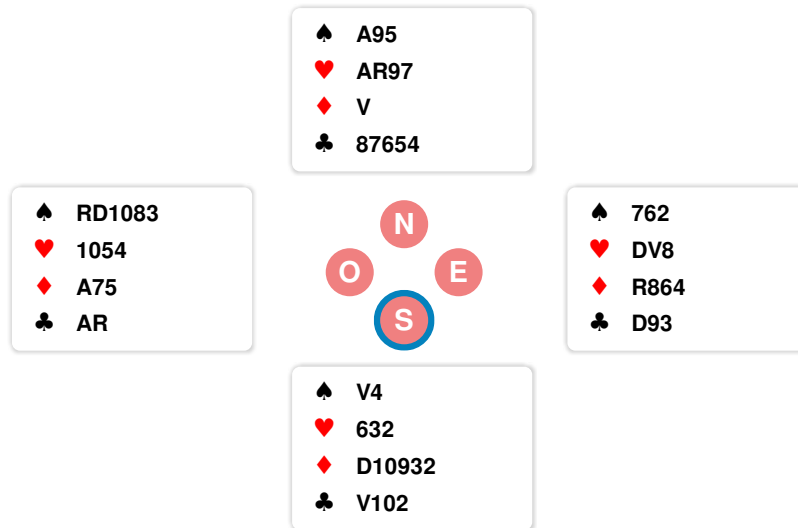 ♠ A95
♥ AR97
♦ V
♣ 87654
♠ RD1083
♥ 1054
♦ A75
♣ AR
N
O E
S
♠ 762
♥ DV8
♦ R864
♣ D93
♠ V4
♥ 632
♦ D10932
♣ V102